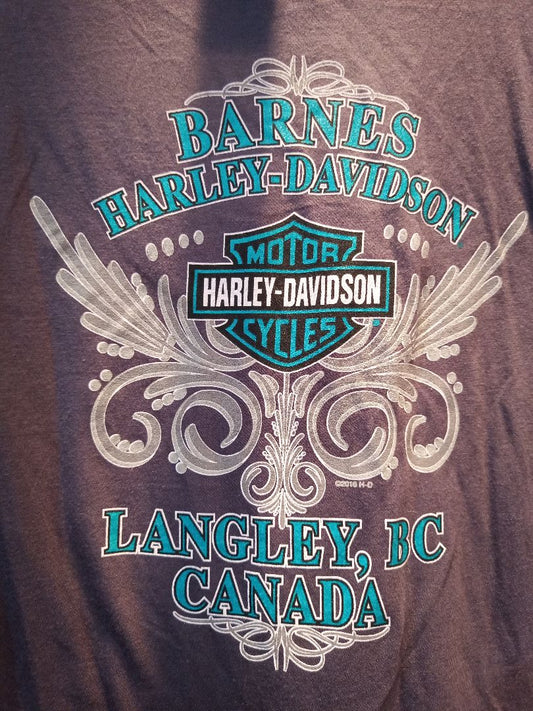 BARNES
HARLEY-DAVIDSON
MOTOR
HARLEY-DAVIDSON
CYCLES
©2016 H-D
LANGLEY, BC
CANADA